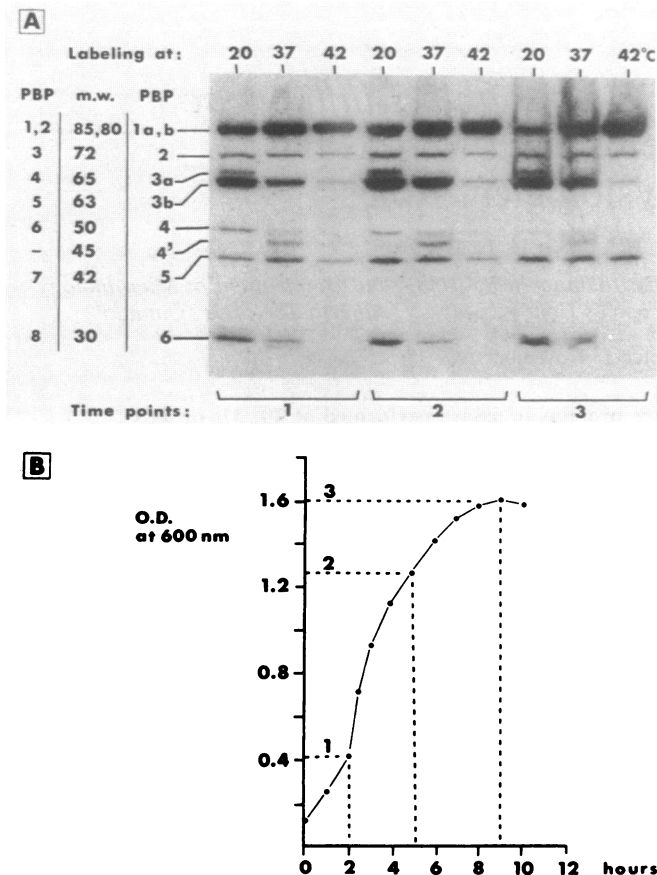 A
Labeling at: 20 37 42 20 37 42 20 37 42°C
PBP m.w. PBP
1,2 85,80 1a,b
3 72 2
4 65 3a
5 63 3b
6 50 4
– 45 4'
7 42 5
8 30 6
Time points: 1 2 3
B
O.D.
at 600 nm
1.6
3
1.2
2
0.8
0.4
1
0 2 4 6 8 10 12 hours